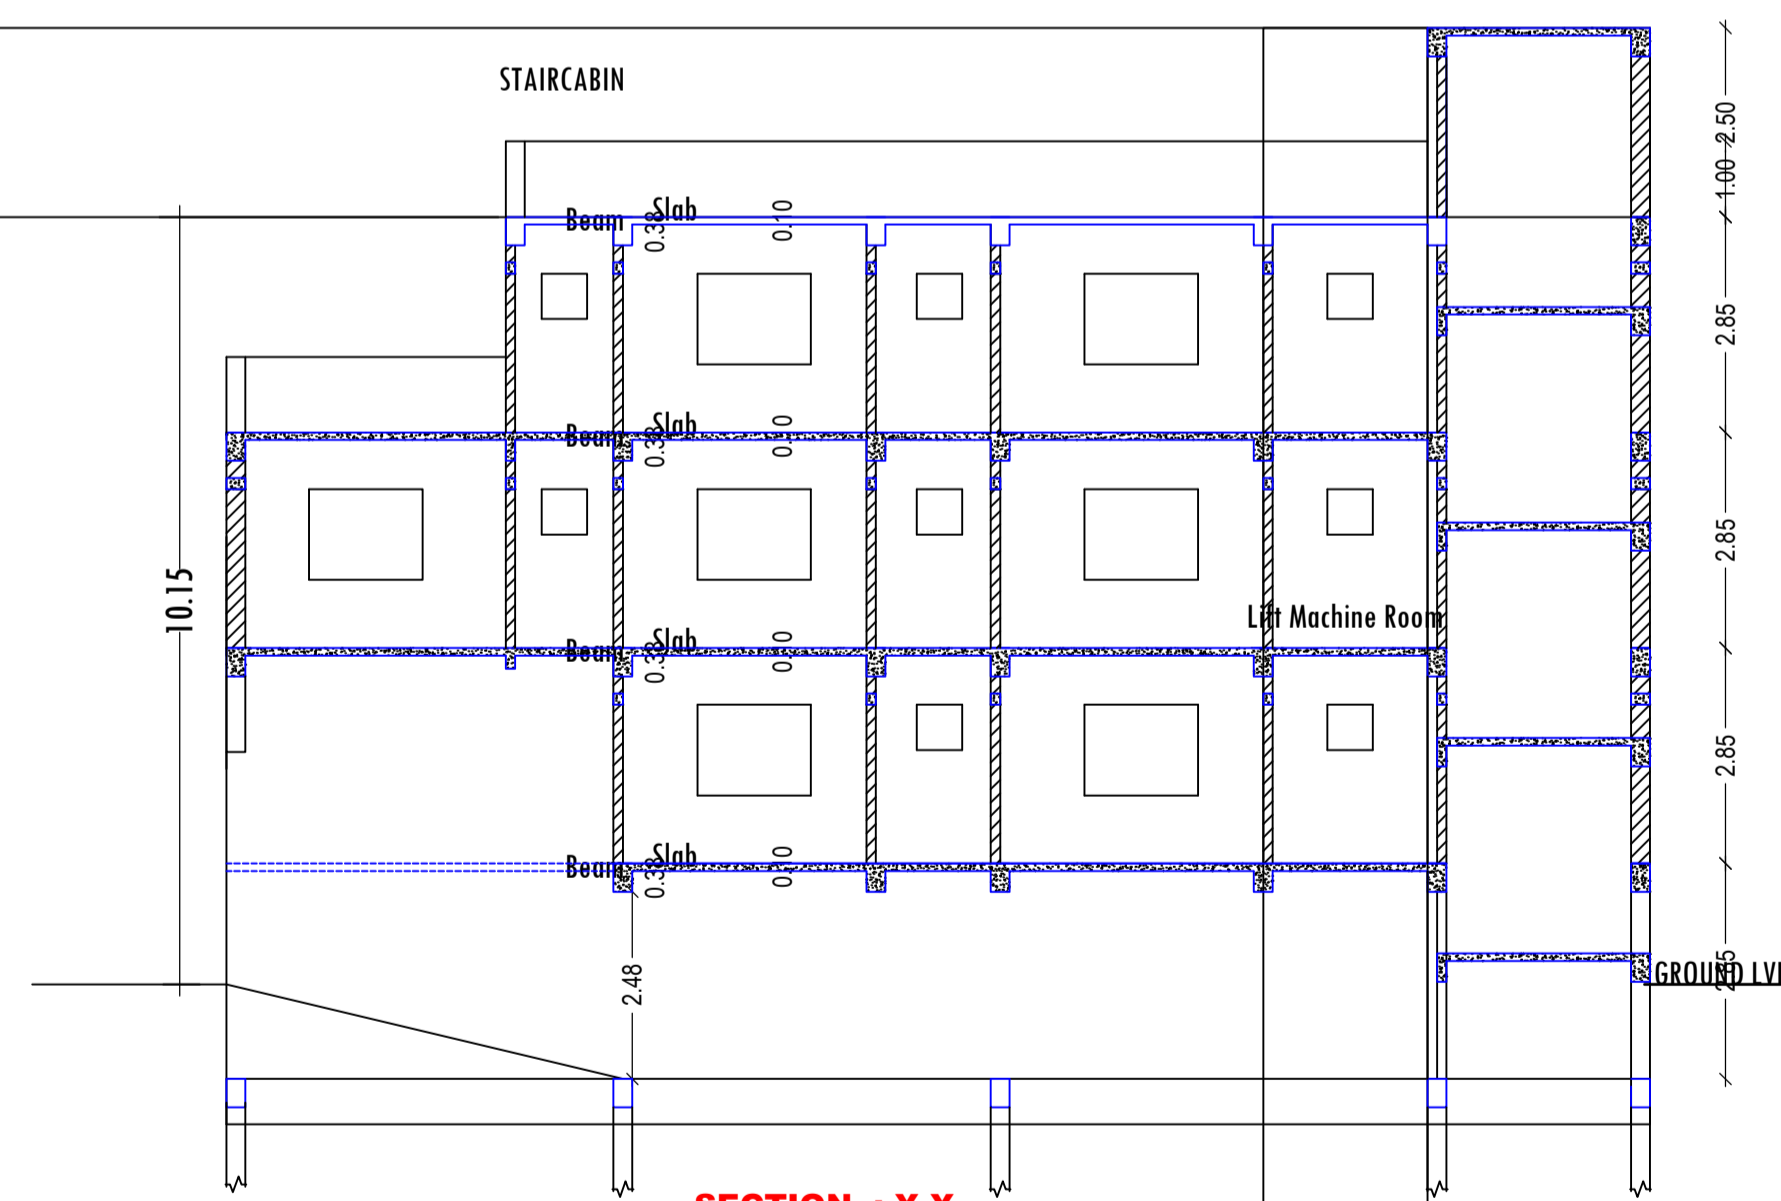 STAIRCABIN
2.50
1.00
Beam
Slab
0.38
0.10
2.85
Beam
Slab
0.38
0.10
2.85
10.15
Lift Machine Room
Beam
Slab
0.38
0.10
2.85
Beam
Slab
0.38
0.10
2.48
GROUND LVL
SECTION : X-X